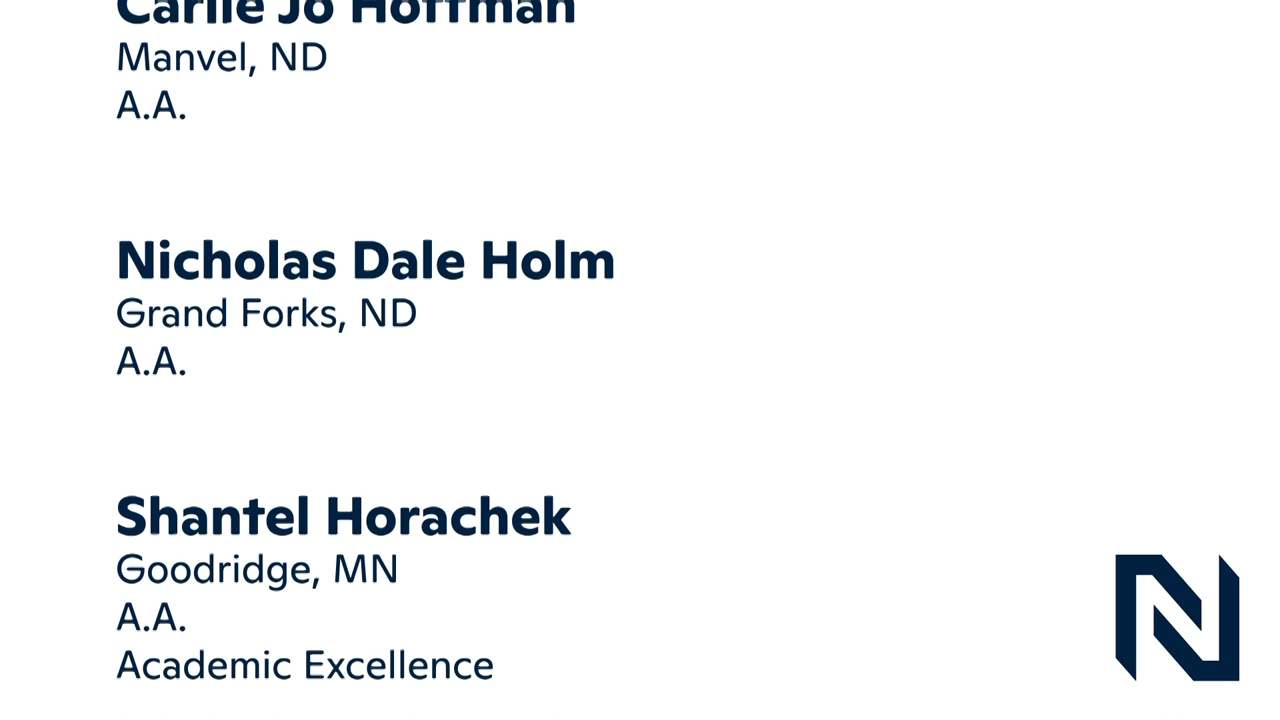 Carlie Jo Hoffman
Manvel, ND
A.A.
Nicholas Dale Holm
Grand Forks, ND
A.A.
Shantel Horachek
Goodridge, MN
A.A.
Academic Excellence
N